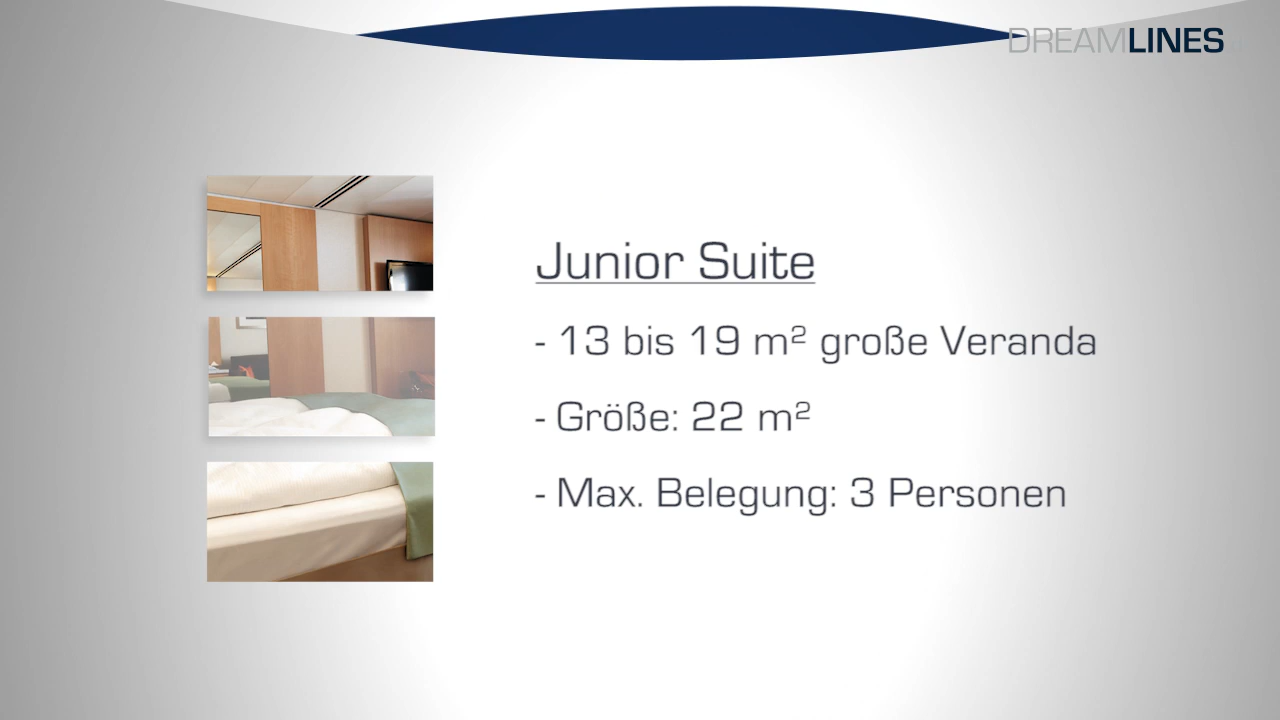 DREAMLINES
Junior Suite
- 13 bis 19 m² große Veranda
- Größe: 22 m²
- Max. Belegung: 3 Personen